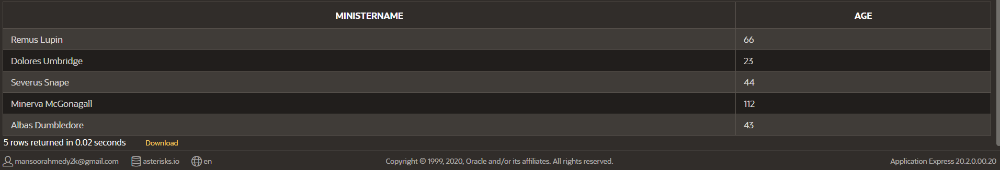 MINISTERNAME AGE
Remus Lupin 66
Dolores Umbridge 23
Severus Snape 44
Minerva McGonagall 112
Albas Dumbledore 43
5 rows returned in 0.02 seconds Download
mansoorahmedy2k@gmail.com asterisks.io en Copyright © 1999, 2020, Oracle and/or its affiliates. All rights reserved. Application Express 20.2.0.00.20